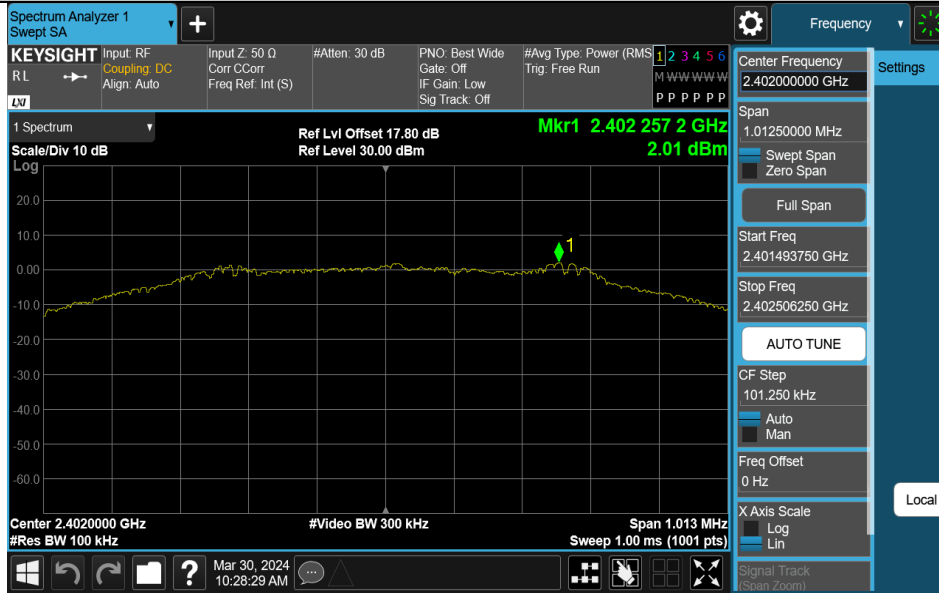 Spectrum Analyzer 1
Swept SA
+
Frequency
KEYSIGHT
RL
LXI
Input: RF
Coupling: DC
Align: Auto
Input Z: 50 Ω
Corr CCorr
Freq Ref: Int (S)
#Atten: 30 dB
PNO: Best Wide
Gate: Off
IF Gain: Low
Sig Track: Off
#Avg Type: Power (RMS
Trig: Free Run
1 2 3 4 5 6
M W W W W W
P P P P P P
1 Spectrum
Scale/Div 10 dB
Log
Ref Lvl Offset 17.80 dB
Ref Level 30.00 dBm
Mkr1 2.402 257 2 GHz
2.01 dBm
20.0
10.0
0.00
-10.0
-20.0
-30.0
-40.0
-50.0
-60.0
1
Center 2.4020000 GHz
#Res BW 100 kHz
#Video BW 300 kHz
Span 1.013 MHz
Sweep 1.00 ms (1001 pts)
Center Frequency
2.402000000 GHz
Span
1.01250000 MHz
Swept Span
Zero Span
Full Span
Start Freq
2.401493750 GHz
Stop Freq
2.402506250 GHz
AUTO TUNE
CF Step
101.250 kHz
Auto
Man
Freq Offset
0 Hz
X Axis Scale
Log
Lin
Signal Track
(Span Zoom)
Settings
Local
?
Mar 30, 2024
10:28:29 AM